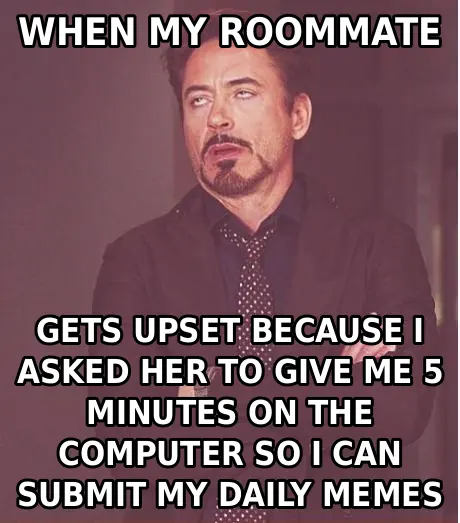 WHEN MY ROOMMATE
GETS UPSET BECAUSE I
ASKED HER TO GIVE ME 5
MINUTES ON THE
COMPUTER SO I CAN
SUBMIT MY DAILY MEMES